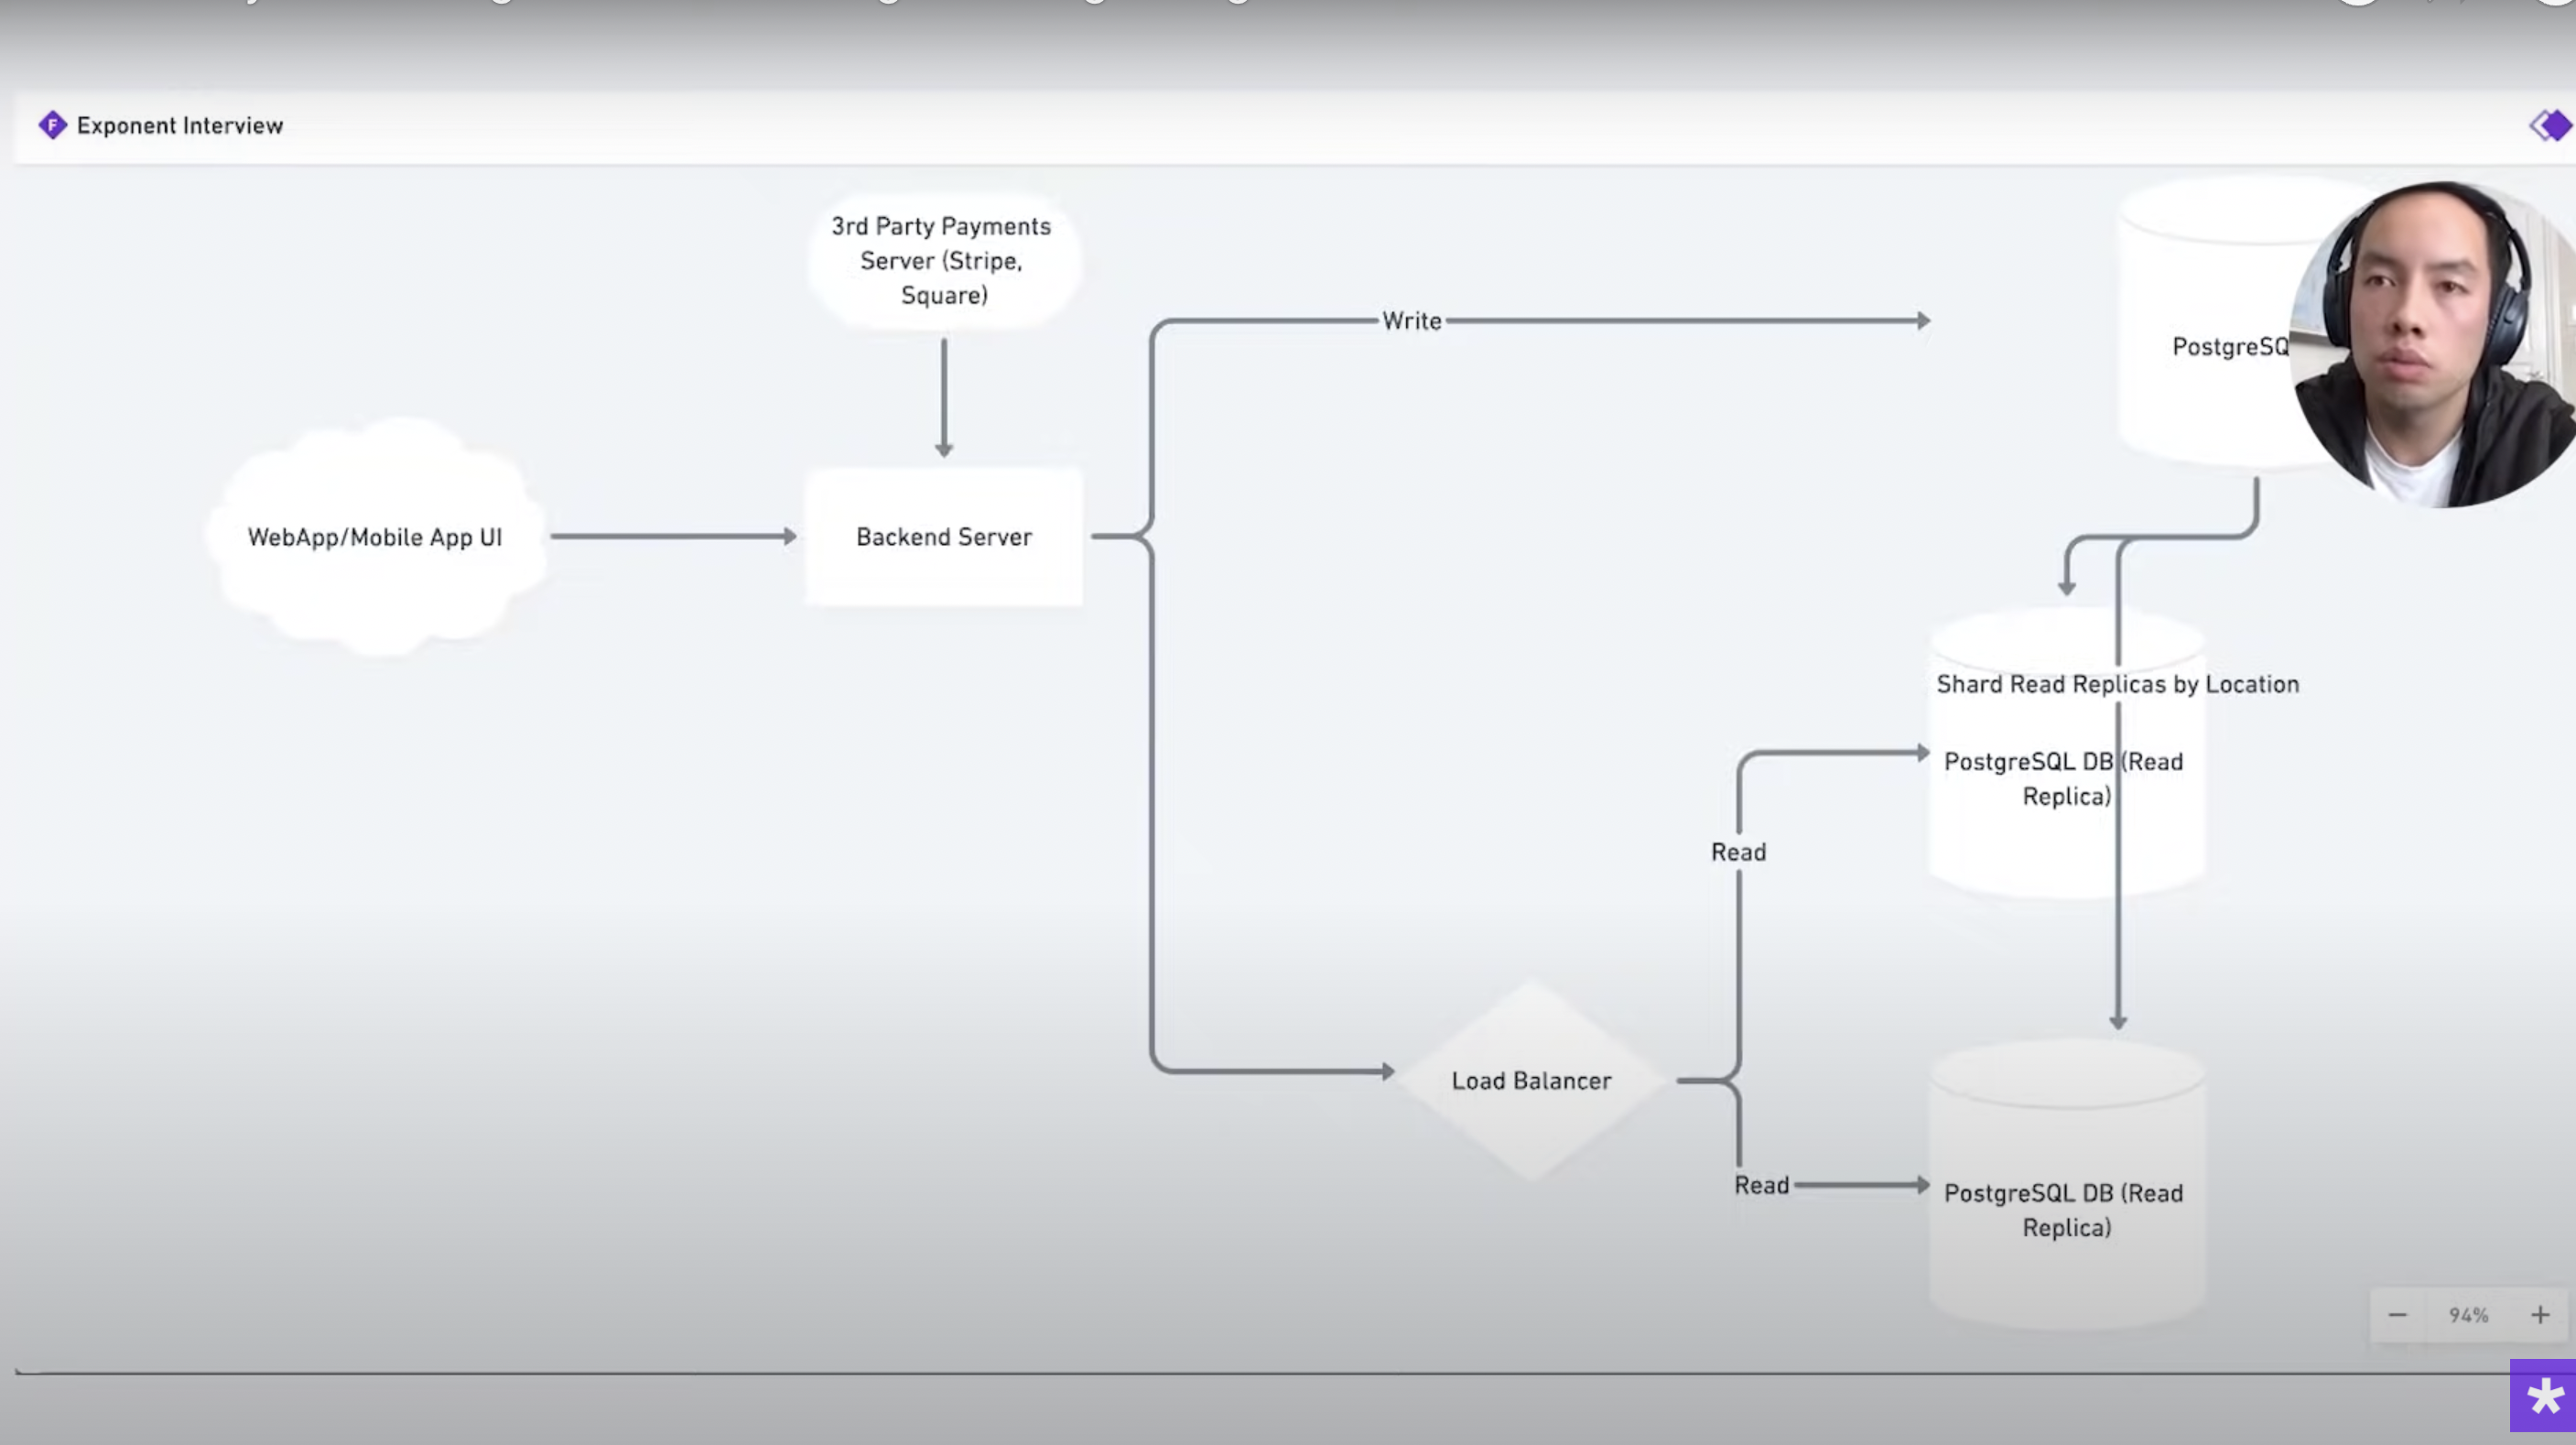 F Exponent Interview
3rd Party Payments
Server (Stripe,
Square)
Write
WebApp/Mobile App UI
Backend Server
Shard Read Replicas by Location
PostgreSQL DB (Read
Replica)
Read
Load Balancer
Read
PostgreSQL DB (Read
Replica)
94%